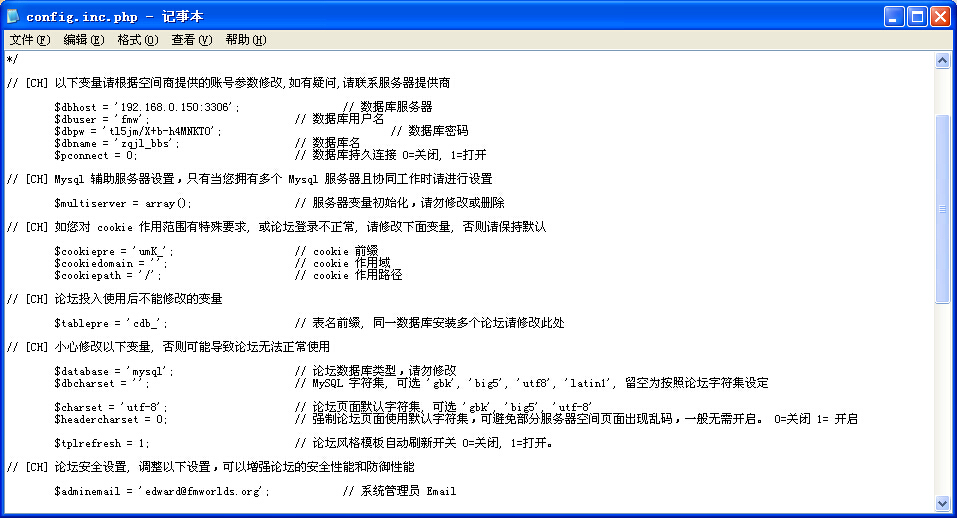 config.inc.php - 记事本
文件(F) 编辑(E) 格式(O) 查看(V) 帮助(H)
*/
// [CH] 以下变量请根据空间商提供的账号参数修改,如有疑问,请联系服务器提供商
$dbhost = '192.168.0.150:3306'; // 数据库服务器
$dbuser = 'fmw'; // 数据库用户名
$dbpw = 'tl5jm/X+b-h4MNKTO'; // 数据库密码
$dbname = 'zqjl_bbs'; // 数据库名
$pconnect = 0; // 数据库持久连接 0=关闭, 1=打开
// [CH] Mysql 辅助服务器设置,只有当您拥有多个 Mysql 服务器且协同工作时请进行设置
$multiserver = array(); // 服务器变量初始化,请勿修改或删除
// [CH] 如您对 cookie 作用范围有特殊要求, 或论坛登录不正常, 请修改下面变量, 否则请保持默认
$cookiepre = 'umK_'; // cookie 前缀
$cookiedomain = ''; // cookie 作用域
$cookiepath = '/'; // cookie 作用路径
// [CH] 论坛投入使用后不能修改的变量
$tablepre = 'cdb_'; // 表名前缀, 同一数据库安装多个论坛请修改此处
// [CH] 小心修改以下变量, 否则可能导致论坛无法正常使用
$database = 'mysql'; // 论坛数据库类型,请勿修改
$dbcharset = ''; // MySQL 字符集, 可选 'gbk', 'big5', 'utf8', 'latin1', 留空为按照论坛字符集设定
$charset = 'utf-8'; // 论坛页面默认字符集, 可选 'gbk', 'big5', 'utf-8'
$headercharset = 0; // 强制论坛页面使用默认字符集,可避免部分服务器空间页面出现乱码,一般无需开启。 0=关闭 1= 开启
$tplrefresh = 1; // 论坛风格模板自动刷新开关 0=关闭, 1=打开。
// [CH] 论坛安全设置, 调整以下设置,可以增强论坛的安全性能和防御性能
$adminemail = 'edward@fmworlds.org'; // 系统管理员 Email